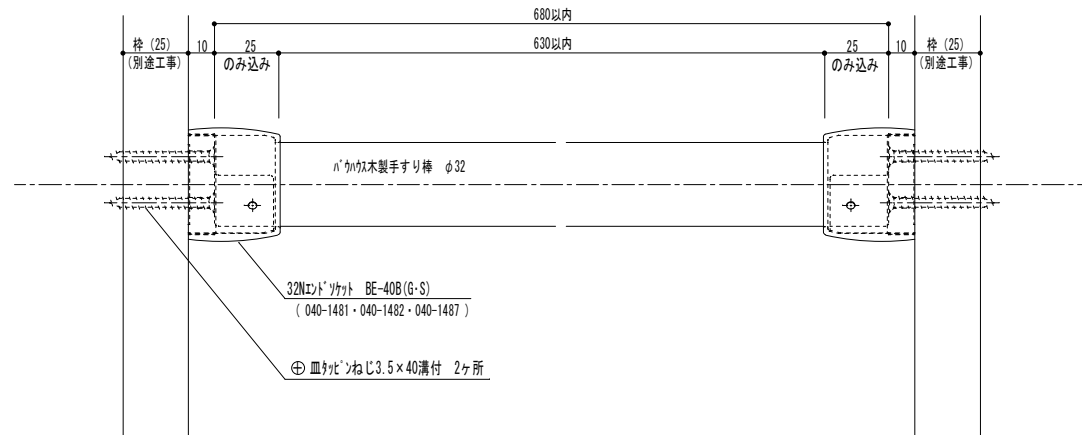 680以内
枠 (25) 10 25 630以内 25 10 枠 (25)
(別途工事) のみ込み のみ込み (別途工事)
バウハウス木製手すり棒 φ32
32Nエンドソケット BE-40B(G・S)
( 040-1481・040-1482・040-1487 )
⊕ 皿タッピンねじ3.5×40溝付 2ヶ所